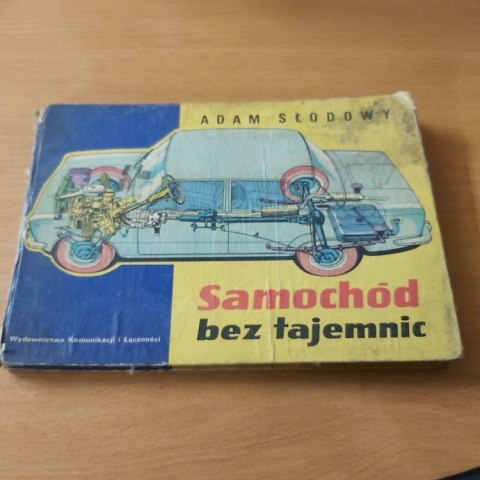 ADAM SŁODOWY
Samochód
bez tajemnic
Wydawnictwa Komunikacji i Łączności